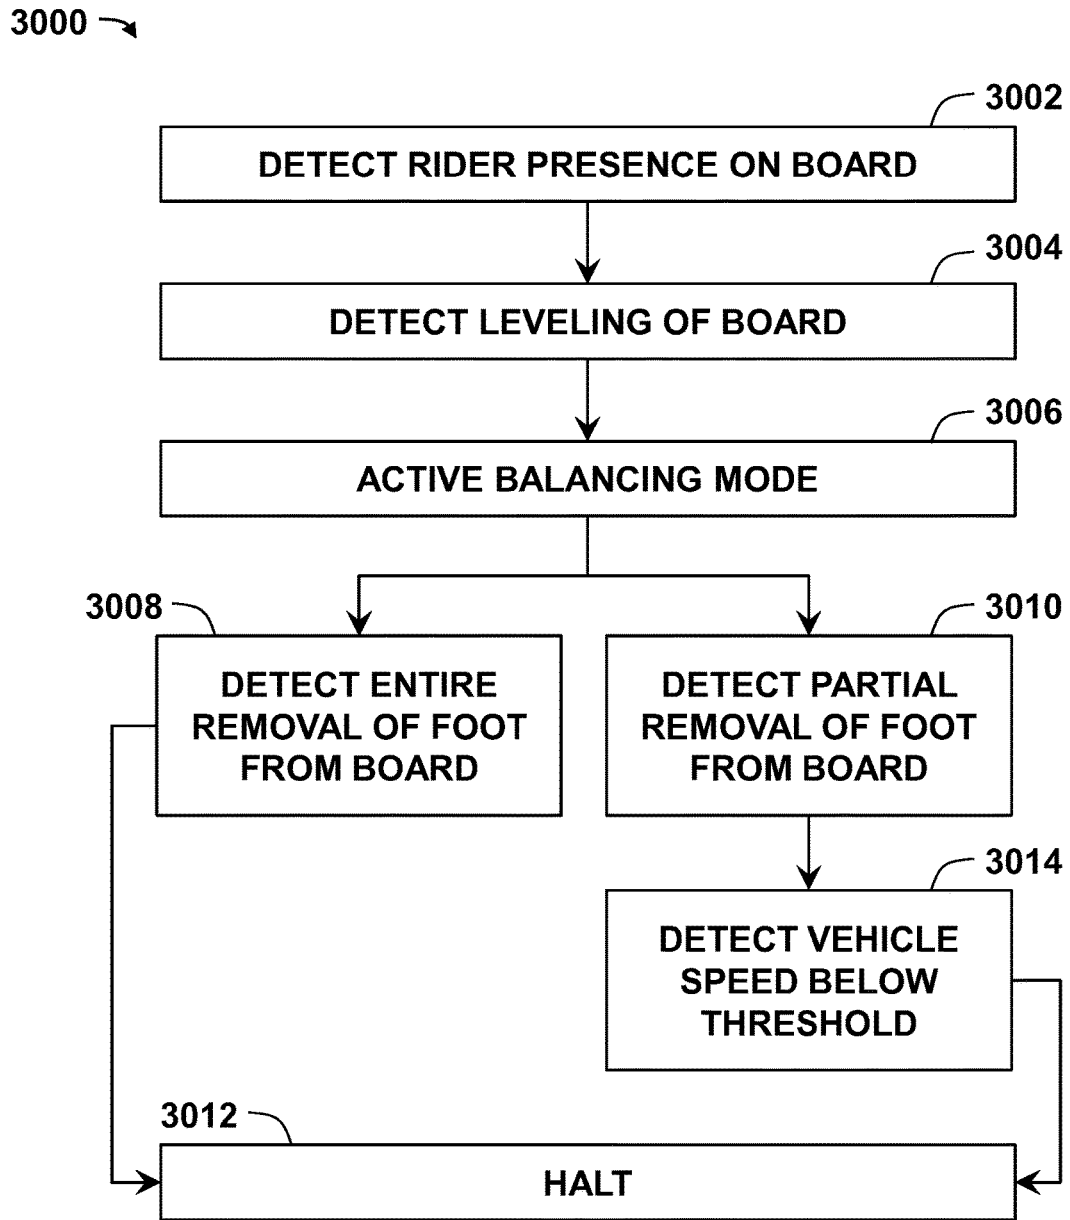 3000
3002
DETECT RIDER PRESENCE ON BOARD
3004
DETECT LEVELING OF BOARD
3006
ACTIVE BALANCING MODE
3008
DETECT ENTIRE
REMOVAL OF FOOT
FROM BOARD
3010
DETECT PARTIAL
REMOVAL OF FOOT
FROM BOARD
3014
DETECT VEHICLE
SPEED BELOW
THRESHOLD
3012
HALT